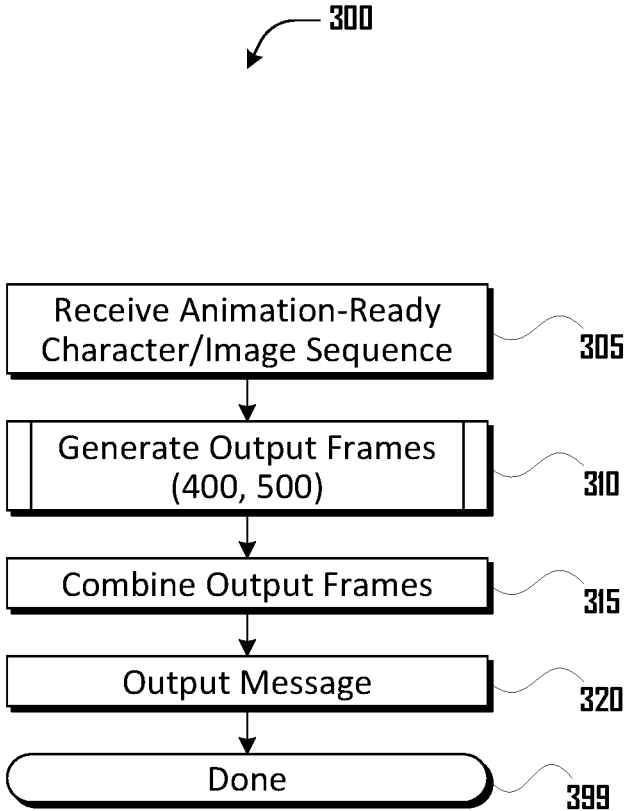 300
Receive Animation-Ready
Character/Image Sequence
305
Generate Output Frames
(400, 500)
310
Combine Output Frames
315
Output Message
320
Done
399